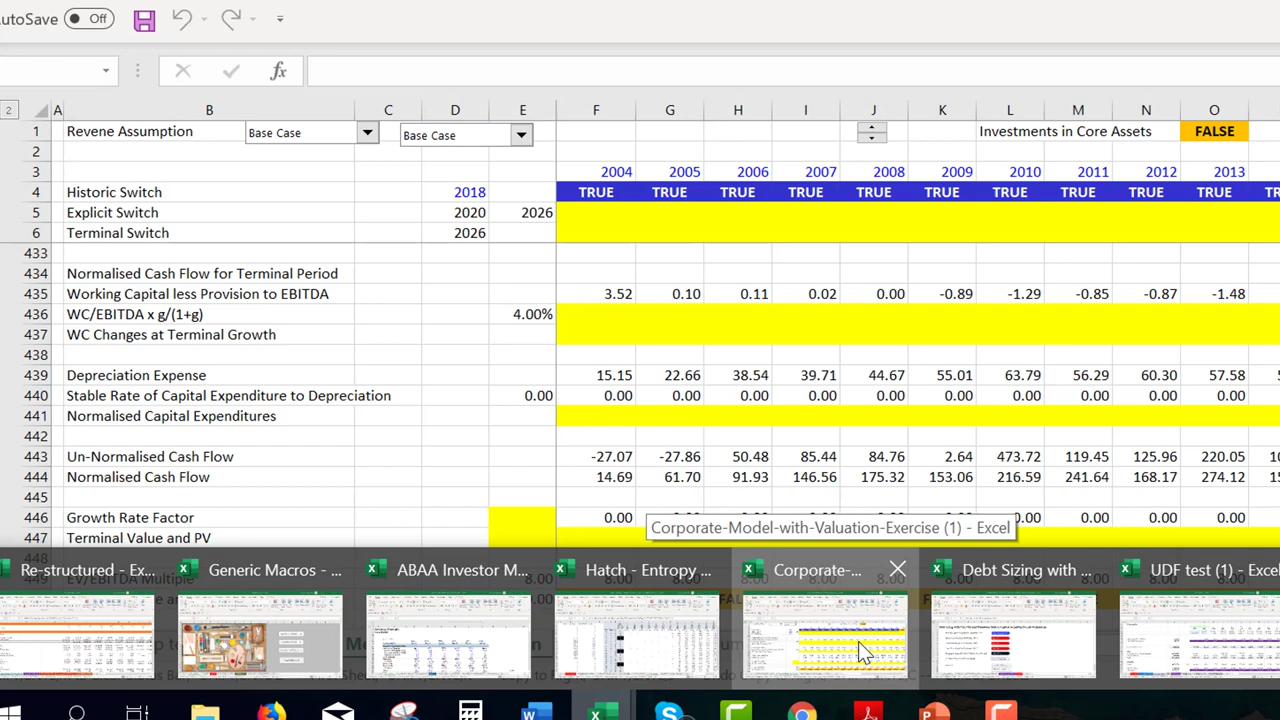 AutoSave Off
fx
A B C D E F G H I J K L M N O
1 Revene Assumption Base Case Base Case Investments in Core Assets FALSE
2
3 2004 2005 2006 2007 2008 2009 2010 2011 2012 2013
4 Historic Switch 2018 TRUE TRUE TRUE TRUE TRUE TRUE TRUE TRUE TRUE TRUE
5 Explicit Switch 2020 2026
6 Terminal Switch 2026
433
434 Normalised Cash Flow for Terminal Period
435 Working Capital less Provision to EBITDA 3.52 0.10 0.11 0.02 0.00 -0.89 -1.29 -0.85 -0.87 -1.48
436 WC/EBITDA x g/(1+g) 4.00%
437 WC Changes at Terminal Growth
438
439 Depreciation Expense 15.15 22.66 38.54 39.71 44.67 55.01 63.79 56.29 60.30 57.58
440 Stable Rate of Capital Expenditure to Depreciation 0.00 0.00 0.00 0.00 0.00 0.00 0.00 0.00 0.00 0.00 0.00
441 Normalised Capital Expenditures
442
443 Un-Normalised Cash Flow -27.07 -27.86 50.48 85.44 84.76 2.64 473.72 119.45 125.96 220.05
444 Normalised Cash Flow 14.69 61.70 91.93 146.56 175.32 153.06 216.59 241.64 168.17 274.12
445
446 Growth Rate Factor 0.00 0.00 0.00 0.00
Corporate-Model-with-Valuation-Exercise (1) - Excel
447 Terminal Value and PV
448
Re-structured - Ex... Generic Macros - ... ABAA Investor M... Hatch - Entropy ... Corporate-... Debt Sizing with ... UDF test (1) - Excel
449 EV/EBITDA Multiple 8.00